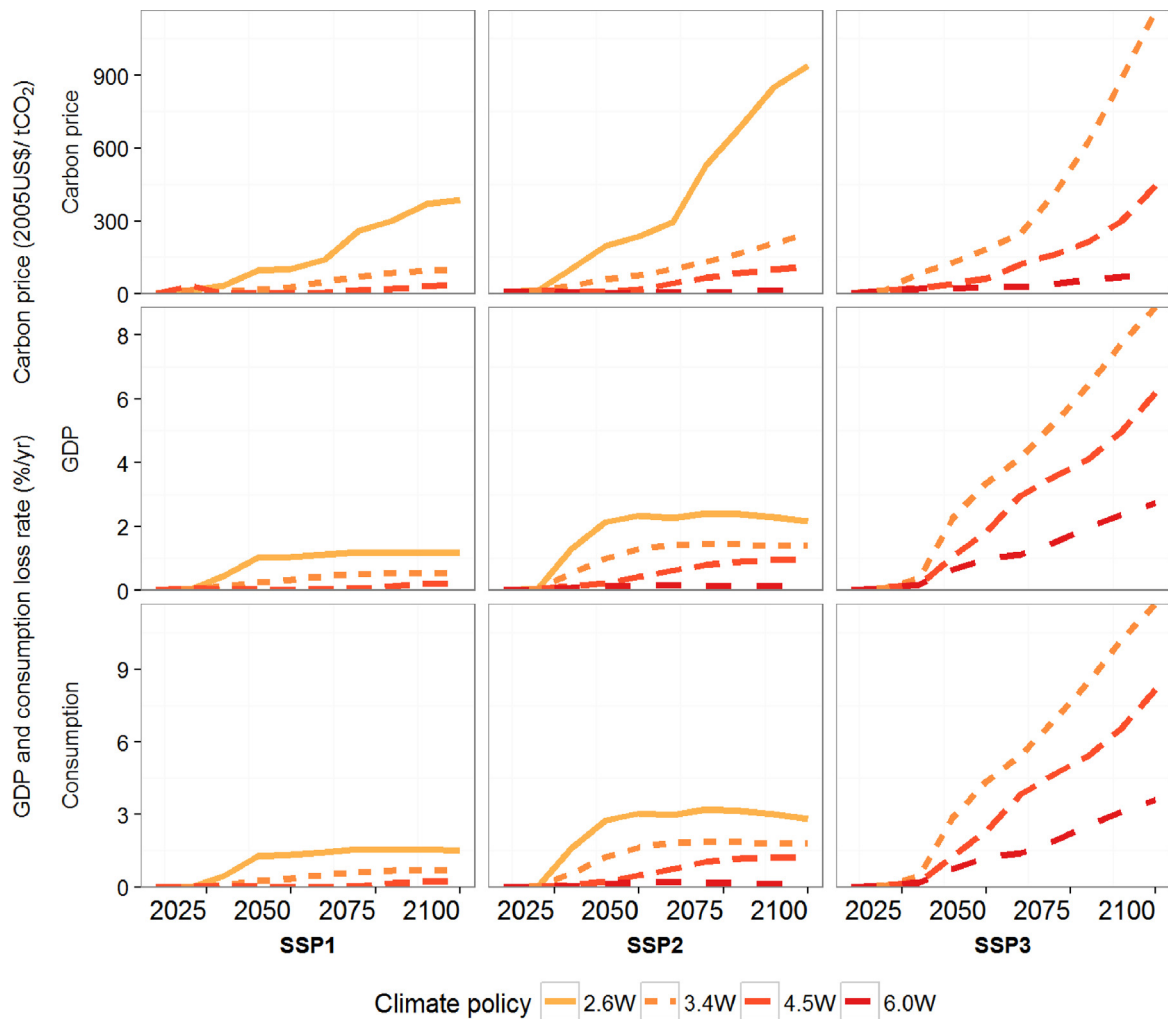 Carbon price (2005US$/ tCO₂)
Carbon price
900
600
300
0
GDP and consumption loss rate (%/yr)
GDP
8
6
4
2
0
Consumption
9
6
3
0
2025 2050 2075 2100 2025 2050 2075 2100 2025 2050 2075 2100
SSP1 SSP2 SSP3
Climate policy 2.6W 3.4W 4.5W 6.0W